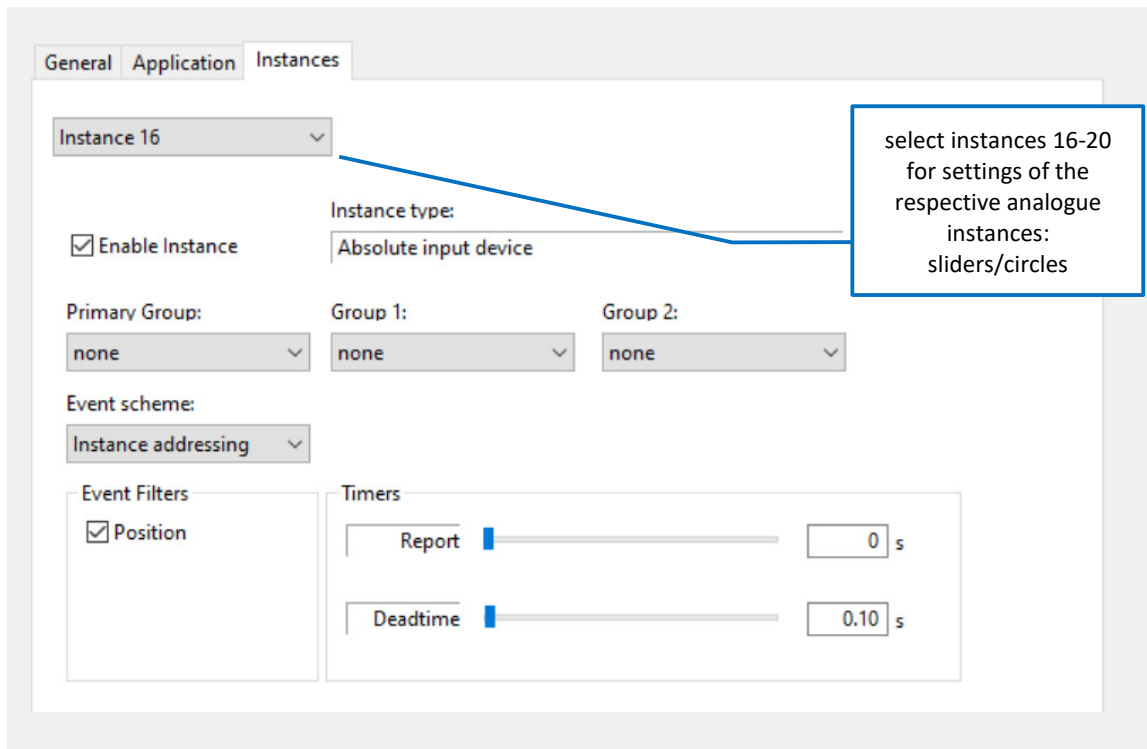 General Application Instances
Instance 16
select instances 16-20
for settings of the
respective analogue
instances:
sliders/circles
Instance type:
Enable Instance
Absolute input device
Primary Group: Group 1: Group 2:
none none none
Event scheme:
Instance addressing
Event Filters Timers
Position
Report 0 s
Deadtime 0.10 s